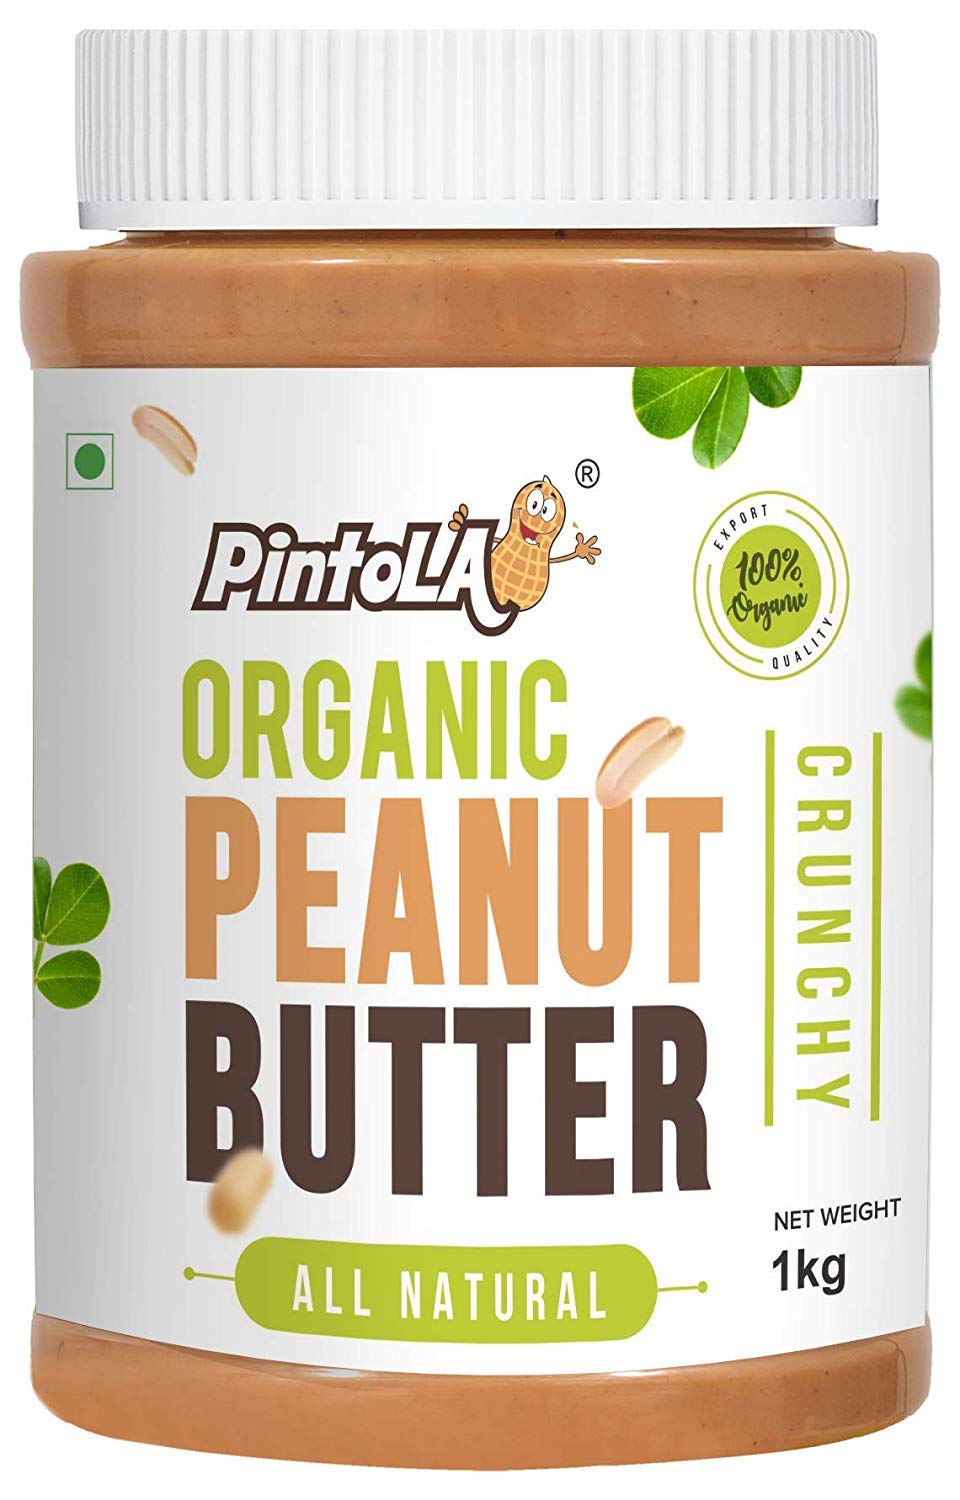 PintoLA ®
EXPORT
100%
Organic
QUALITY
ORGANIC
PEANUT
BUTTER
CRUNCHY
NET WEIGHT
1kg
ALL NATURAL